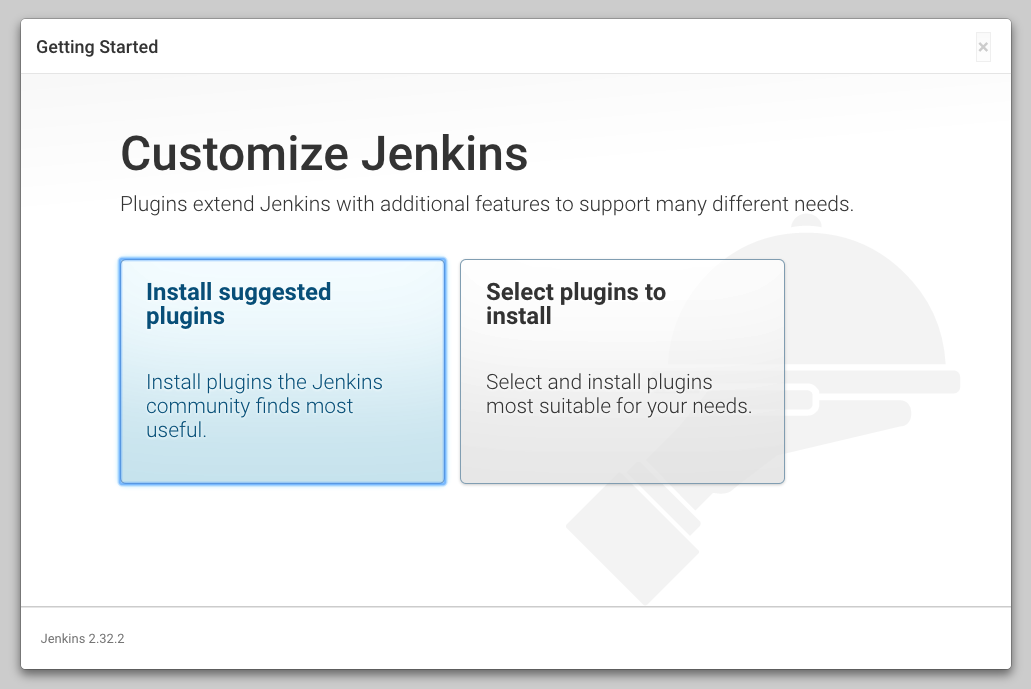 Getting Started
×
Customize Jenkins
Plugins extend Jenkins with additional features to support many different needs.
Install suggested
plugins
Install plugins the Jenkins
community finds most
useful.
Select plugins to
install
Select and install plugins
most suitable for your needs.
Jenkins 2.32.2